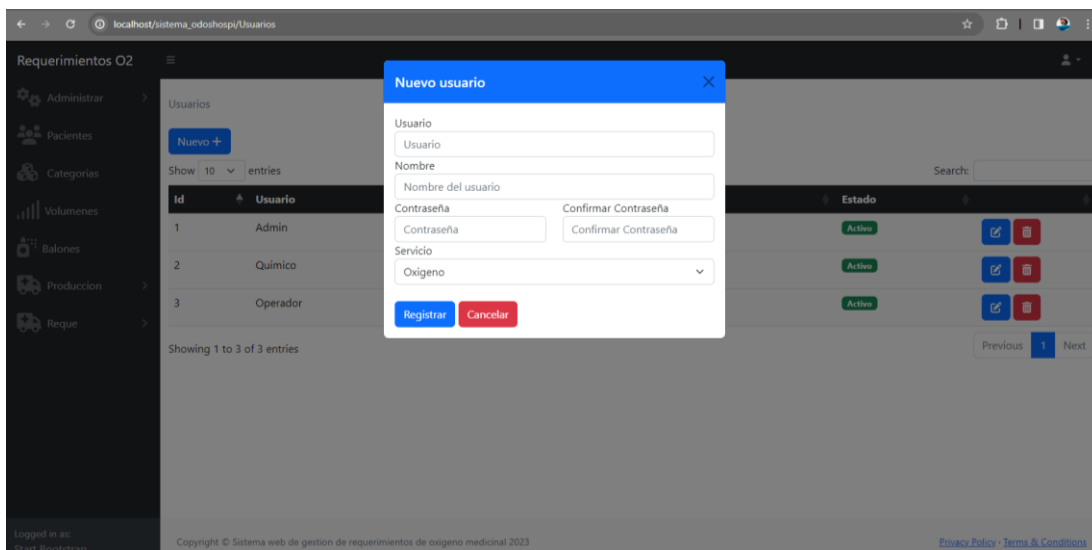 localhost/sistema_odoshospi/Usuarios
Requerimientos O2
Administrar
Pacientes
Categorias
Volumenes
Balones
Produccion
Reque
Logged in as:
Start Bootstrap
Usuarios
Nuevo +
Show 10 entries
Search:
Id Usuario Estado
1 Admin Activo
2 Quimico Activo
3 Operador Activo
Showing 1 to 3 of 3 entries
Previous 1 Next
Nuevo usuario
Usuario
Usuario
Nombre
Nombre del usuario
Contraseña Confirmar Contraseña
Contraseña Confirmar Contraseña
Servicio
Oxigeno
Registrar Cancelar
Copyright © Sistema web de gestion de requerimientos de oxigeno medicinal 2023
Privacy Policy · Terms & Conditions